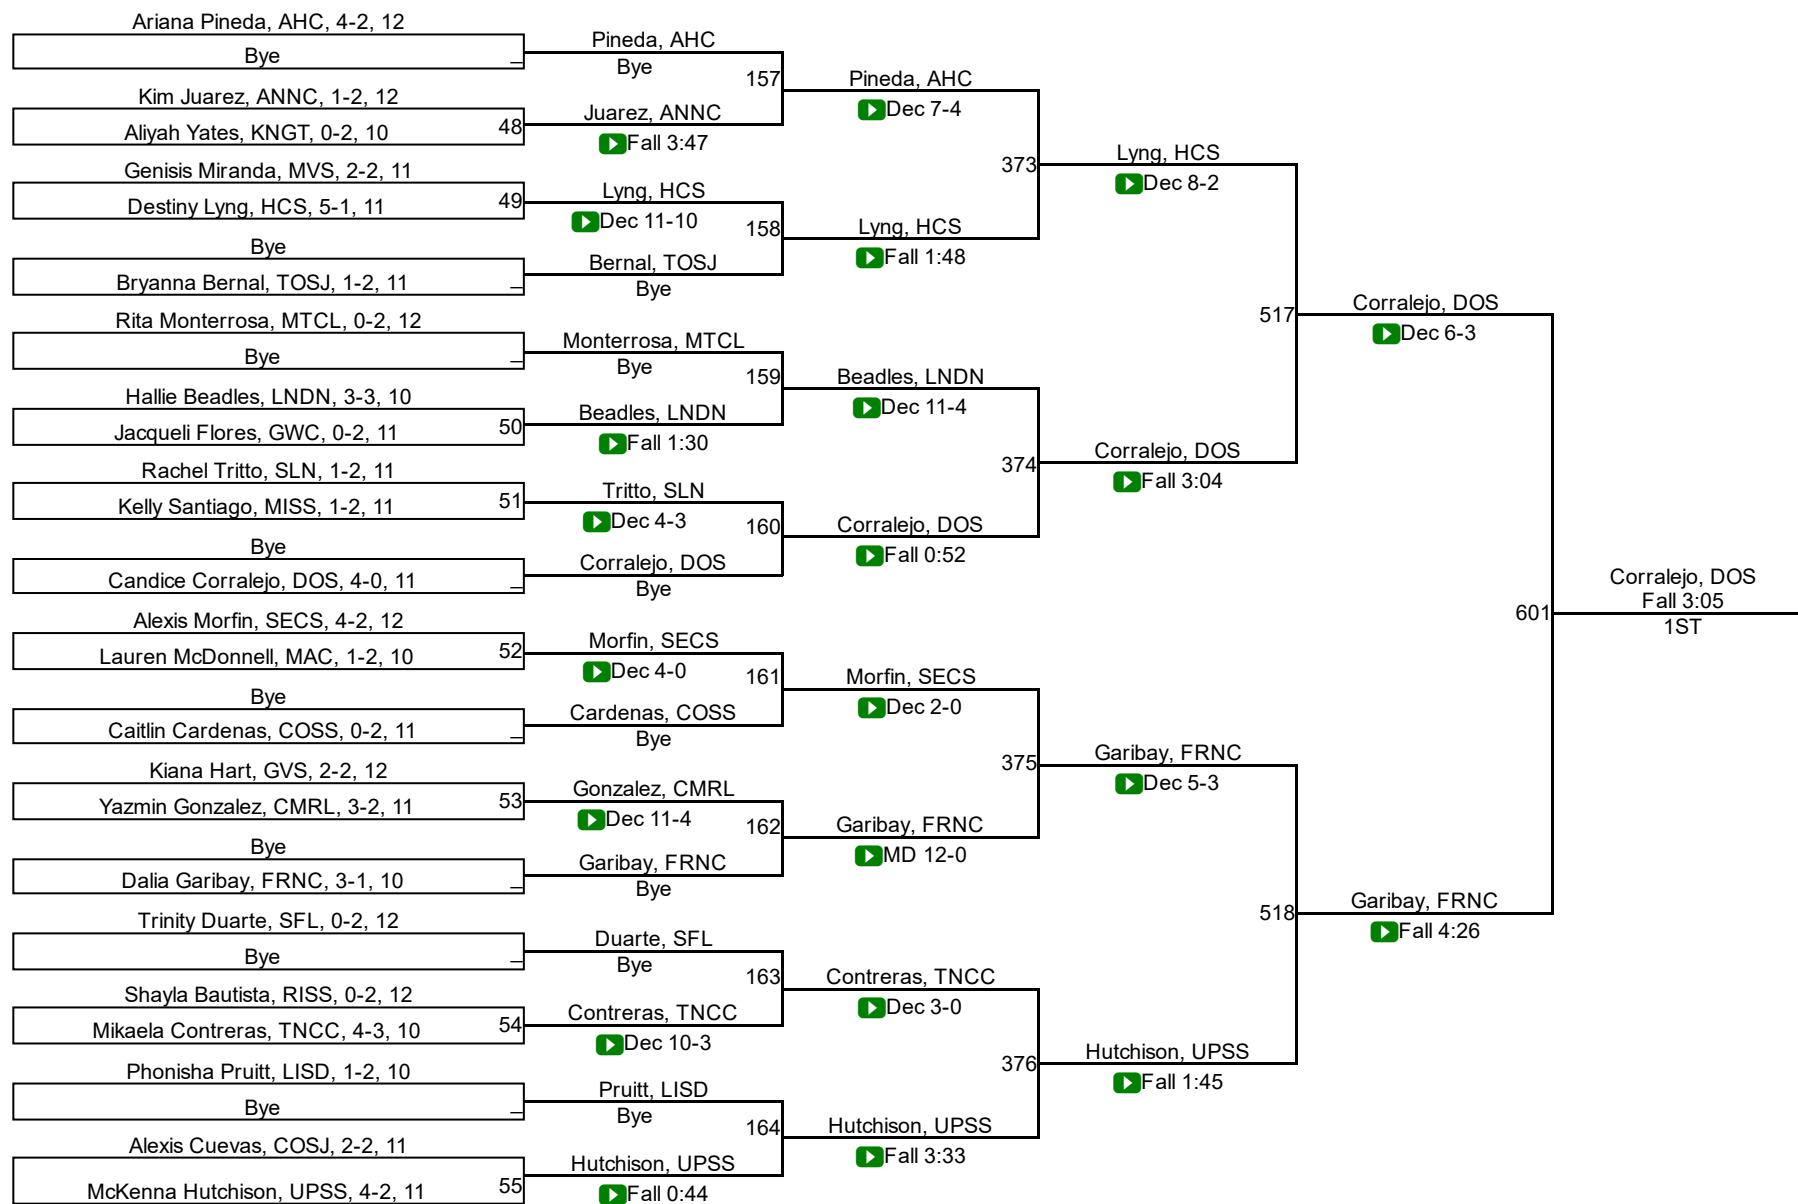 Ariana Pineda, AHC, 4-2, 12
Bye
Kim Juarez, ANNC, 1-2, 12
Aliyah Yates, KNGT, 0-2, 10
48
Genisis Miranda, MVS, 2-2, 11
Destiny Lyng, HCS, 5-1, 11
49
Bye
Bryanna Bernal, TOSJ, 1-2, 11
Rita Monterrosa, MTCL, 0-2, 12
Bye
Hallie Beadles, LNDN, 3-3, 10
Jacqueli Flores, GWC, 0-2, 11
50
Rachel Tritto, SLN, 1-2, 11
Kelly Santiago, MISS, 1-2, 11
51
Bye
Candice Corralejo, DOS, 4-0, 11
Alexis Morfin, SECS, 4-2, 12
Lauren McDonnell, MAC, 1-2, 10
52
Bye
Caitlin Cardenas, COSS, 0-2, 11
Kiana Hart, GVS, 2-2, 12
Yazmin Gonzalez, CMRL, 3-2, 11
53
Bye
Dalia Garibay, FRNC, 3-1, 10
Trinity Duarte, SFL, 0-2, 12
Bye
Shayla Bautista, RISS, 0-2, 12
Mikaela Contreras, TNCC, 4-3, 10
54
Phonisha Pruitt, LISD, 1-2, 10
Bye
Alexis Cuevas, COSJ, 2-2, 11
McKenna Hutchison, UPSS, 4-2, 11
55
Pineda, AHC
Bye
157
Juarez, ANNC
Fall 3:47
Lyng, HCS
Dec 11-10
158
Bernal, TOSJ
Bye
Monterrosa, MTCL
Bye
159
Beadles, LNDN
Fall 1:30
Tritto, SLN
Dec 4-3
160
Corralejo, DOS
Bye
Morfin, SECS
Dec 4-0
161
Cardenas, COSS
Bye
Gonzalez, CMRL
Dec 11-4
162
Garibay, FRNC
Bye
Duarte, SFL
Bye
163
Contreras, TNCC
Dec 10-3
Pruitt, LISD
Bye
164
Hutchison, UPSS
Fall 0:44
Pineda, AHC
Dec 7-4
373
Lyng, HCS
Fall 1:48
Beadles, LNDN
Dec 11-4
374
Corralejo, DOS
Fall 0:52
Morfin, SECS
Dec 2-0
375
Garibay, FRNC
MD 12-0
Contreras, TNCC
Dec 3-0
376
Hutchison, UPSS
Fall 3:33
Lyng, HCS
Dec 8-2
517
Corralejo, DOS
Fall 3:04
Garibay, FRNC
Dec 5-3
518
Hutchison, UPSS
Fall 1:45
Corralejo, DOS
Dec 6-3
601
Garibay, FRNC
Fall 4:26
Corralejo, DOS
Fall 3:05
1ST